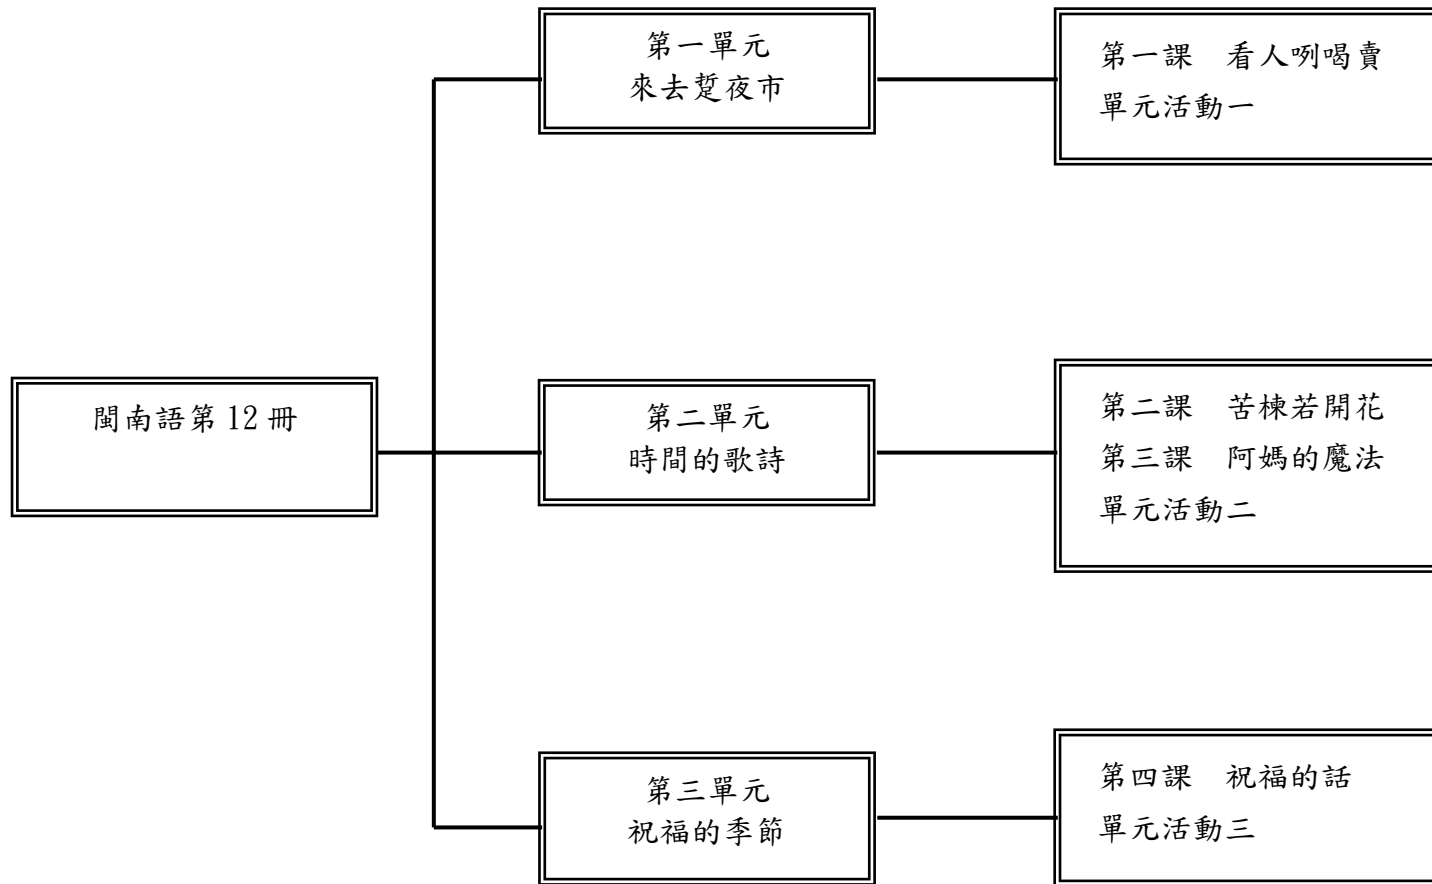 閩南語第 12 冊
第一單元
來去踅夜市
第一課　看人咧喝賣
單元活動一
第二單元
時間的歌詩
第二課　苦楝若開花
第三課　阿媽的魔法
單元活動二
第三單元
祝福的季節
第四課　祝福的話
單元活動三